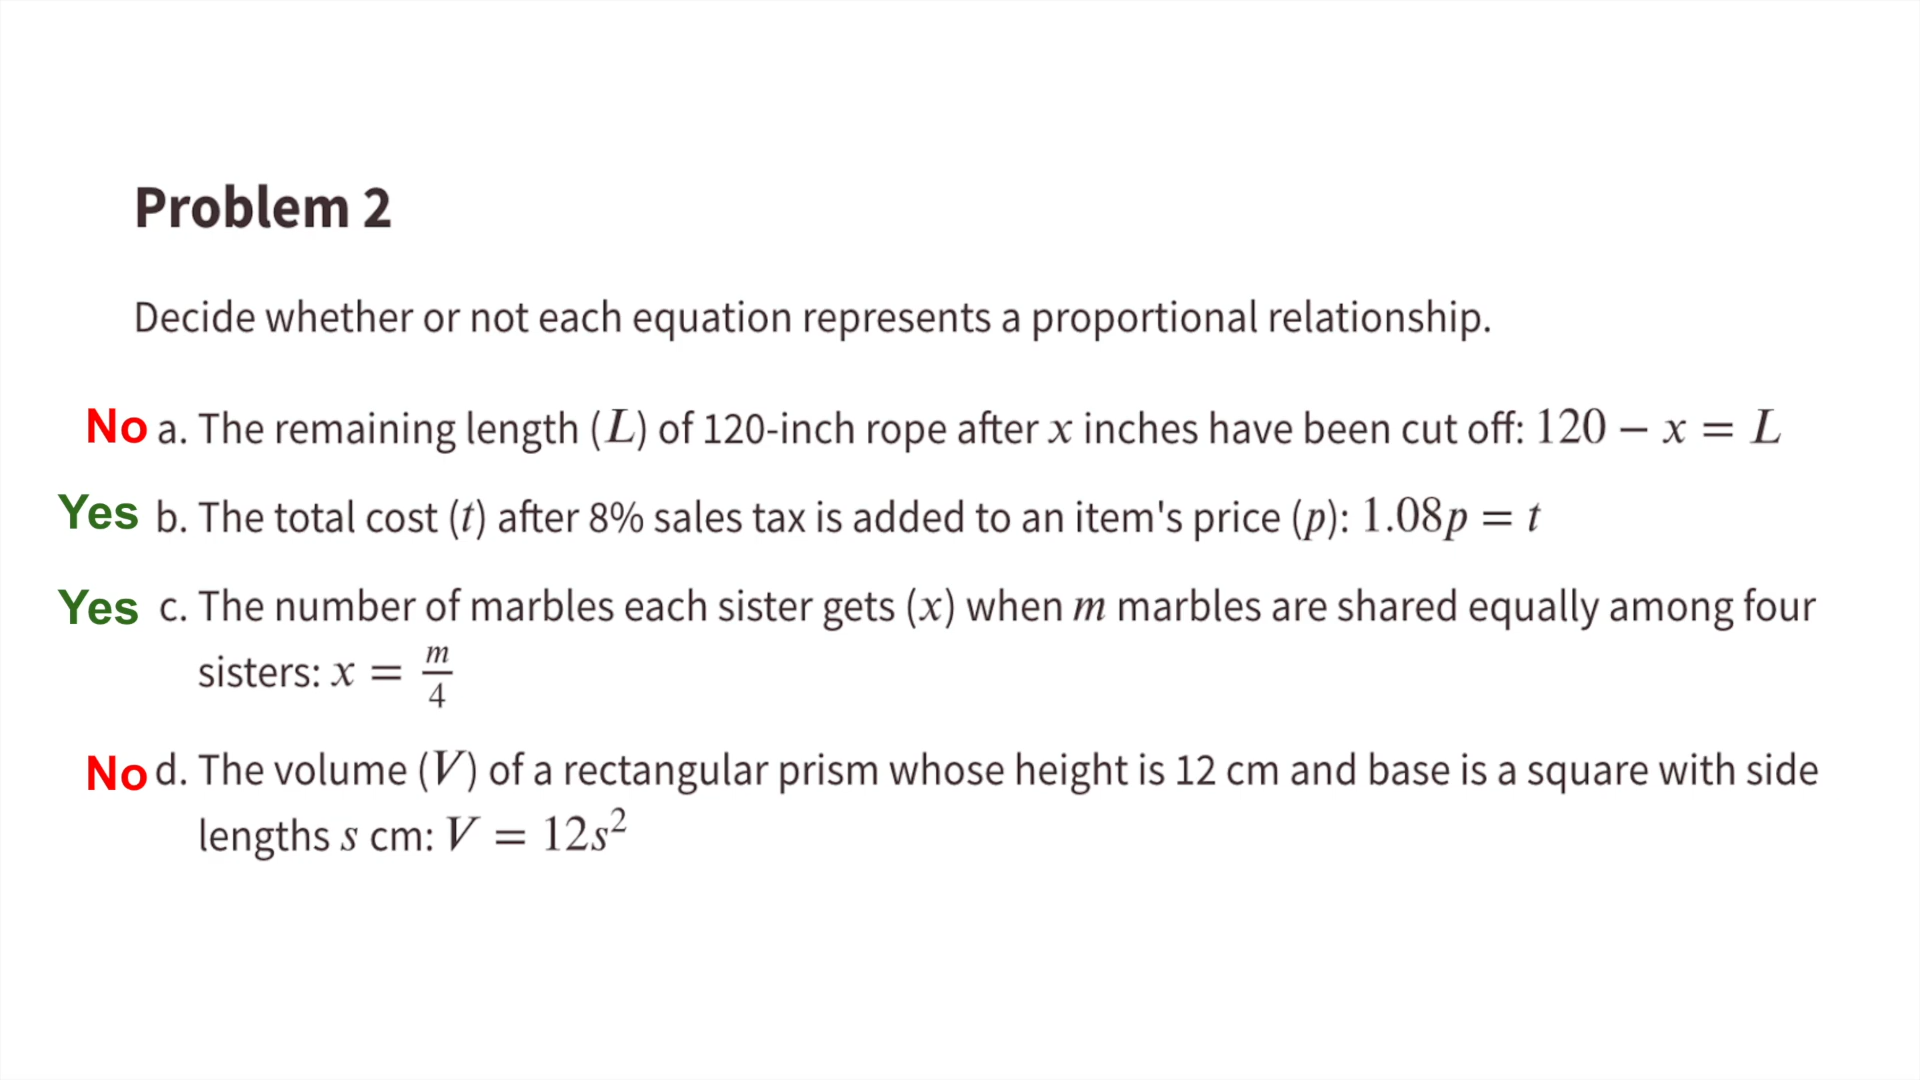 Problem 2
Decide whether or not each equation represents a proportional relationship.
No a. The remaining length (L) of 120-inch rope after x inches have been cut off: 120 − x = L
Yes b. The total cost (t) after 8% sales tax is added to an item's price (p): 1.08p = t
Yes c. The number of marbles each sister gets (x) when m marbles are shared equally among four
sisters: x = m/4
No d. The volume (V) of a rectangular prism whose height is 12 cm and base is a square with side
lengths s cm: V = 12s²